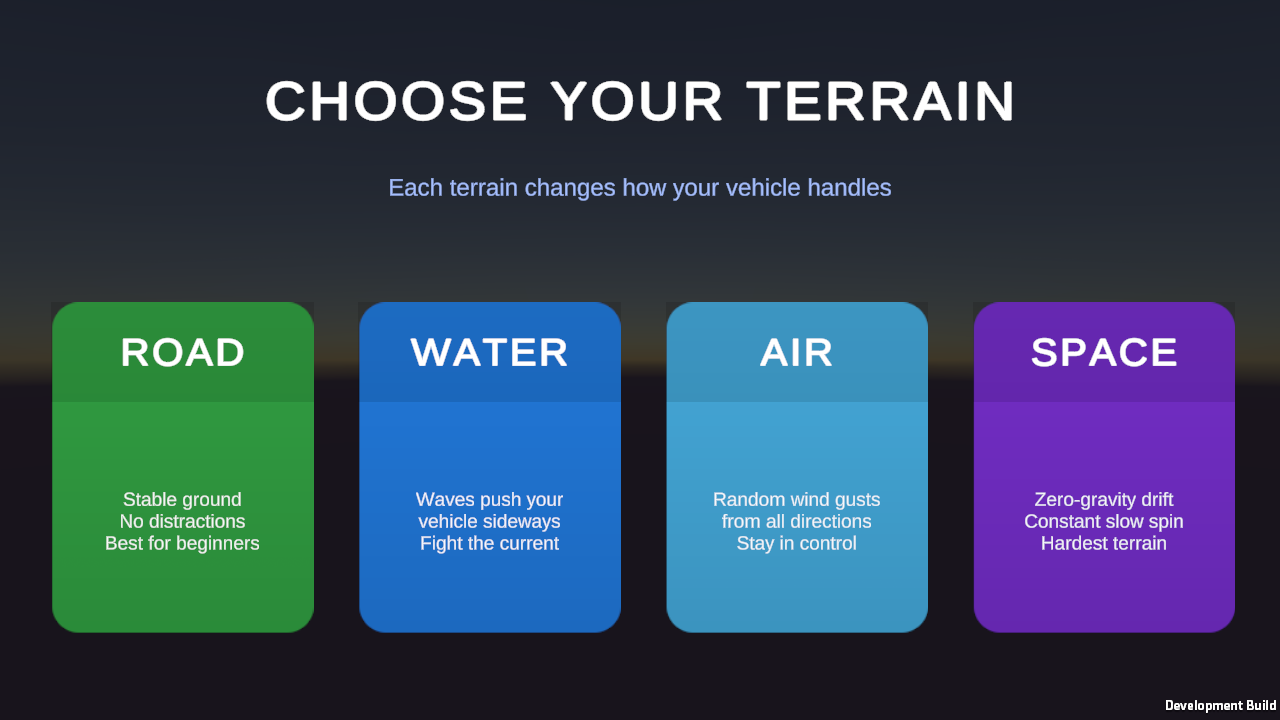 CHOOSE YOUR TERRAIN
Each terrain changes how your vehicle handles
ROAD
Stable ground
No distractions
Best for beginners
WATER
Waves push your
vehicle sideways
Fight the current
AIR
Random wind gusts
from all directions
Stay in control
SPACE
Zero-gravity drift
Constant slow spin
Hardest terrain
Development Build